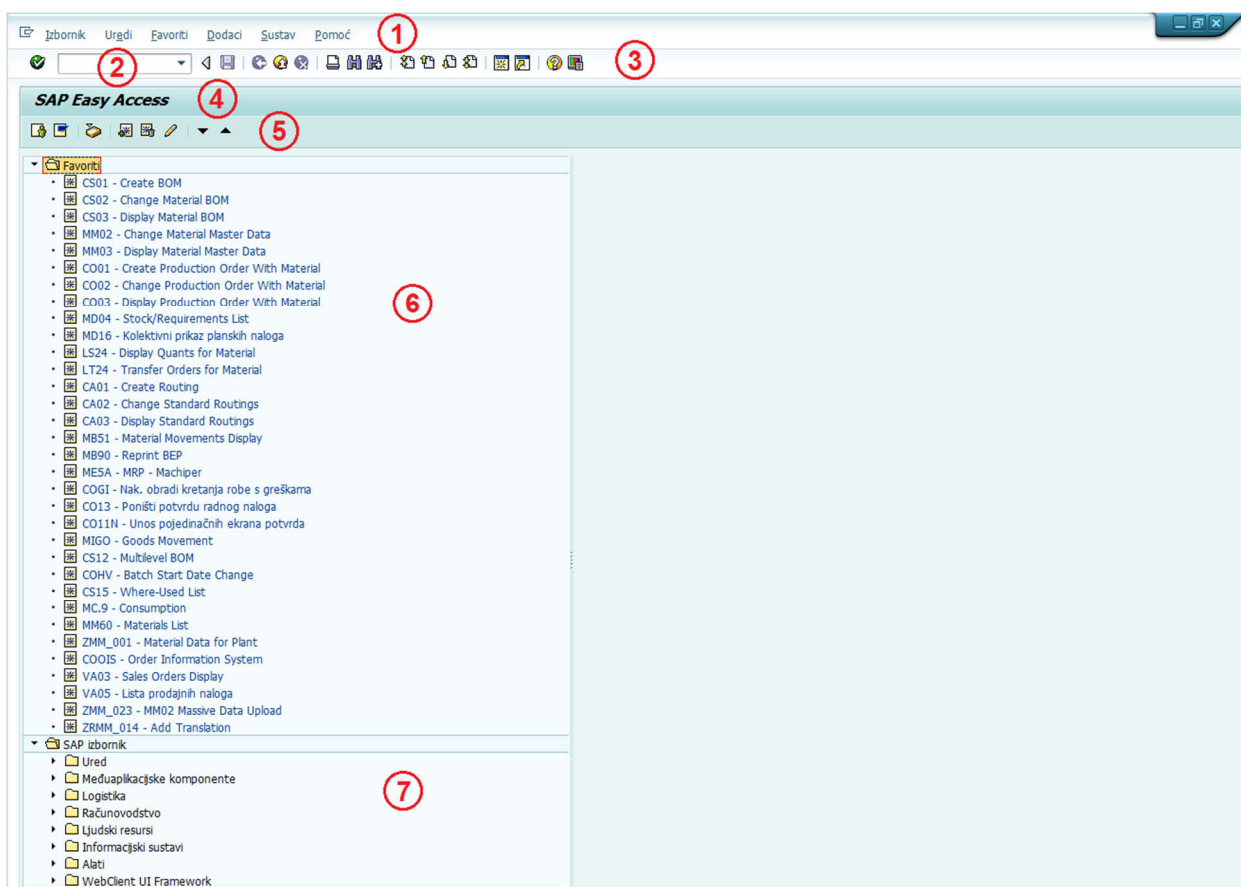 Izbornik Uredi Favoriti Dodaci Sustav Pomoć 1
2 3
SAP Easy Access 4
5
Favoriti
CS01 - Create BOM
CS02 - Change Material BOM
CS03 - Display Material BOM
MM02 - Change Material Master Data
MM03 - Display Material Master Data
CO01 - Create Production Order With Material
CO02 - Change Production Order With Material
CO03 - Display Production Order With Material
6
MD04 - Stock/Requirements List
MD16 - Kolektivni prikaz planskih naloga
LS24 - Display Quants for Material
LT24 - Transfer Orders for Material
CA01 - Create Routing
CA02 - Change Standard Routings
CA03 - Display Standard Routings
MB51 - Material Movements Display
MB90 - Reprint BEP
ME5A - MRP - Machiper
COGI - Nak. obradi kretanja robe s greškama
CO13 - Poništi potvrdu radnog naloga
CO11N - Unos pojedinačnih ekrana potvrda
MIGO - Goods Movement
CS12 - Multilevel BOM
COHV - Batch Start Date Change
CS15 - Where-Used List
MC.9 - Consumption
MM60 - Materials List
ZMM_001 - Material Data for Plant
COOIS - Order Information System
VA03 - Sales Orders Display
VA05 - Lista prodajnih naloga
ZMM_023 - MM02 Massive Data Upload
ZRMM_014 - Add Translation
SAP izbornik
Ured
Međuaplikacijske komponente
7
Logistika
Računovodstvo
Ljudski resursi
Informacijski sustavi
Alati
WebClient UI Framework